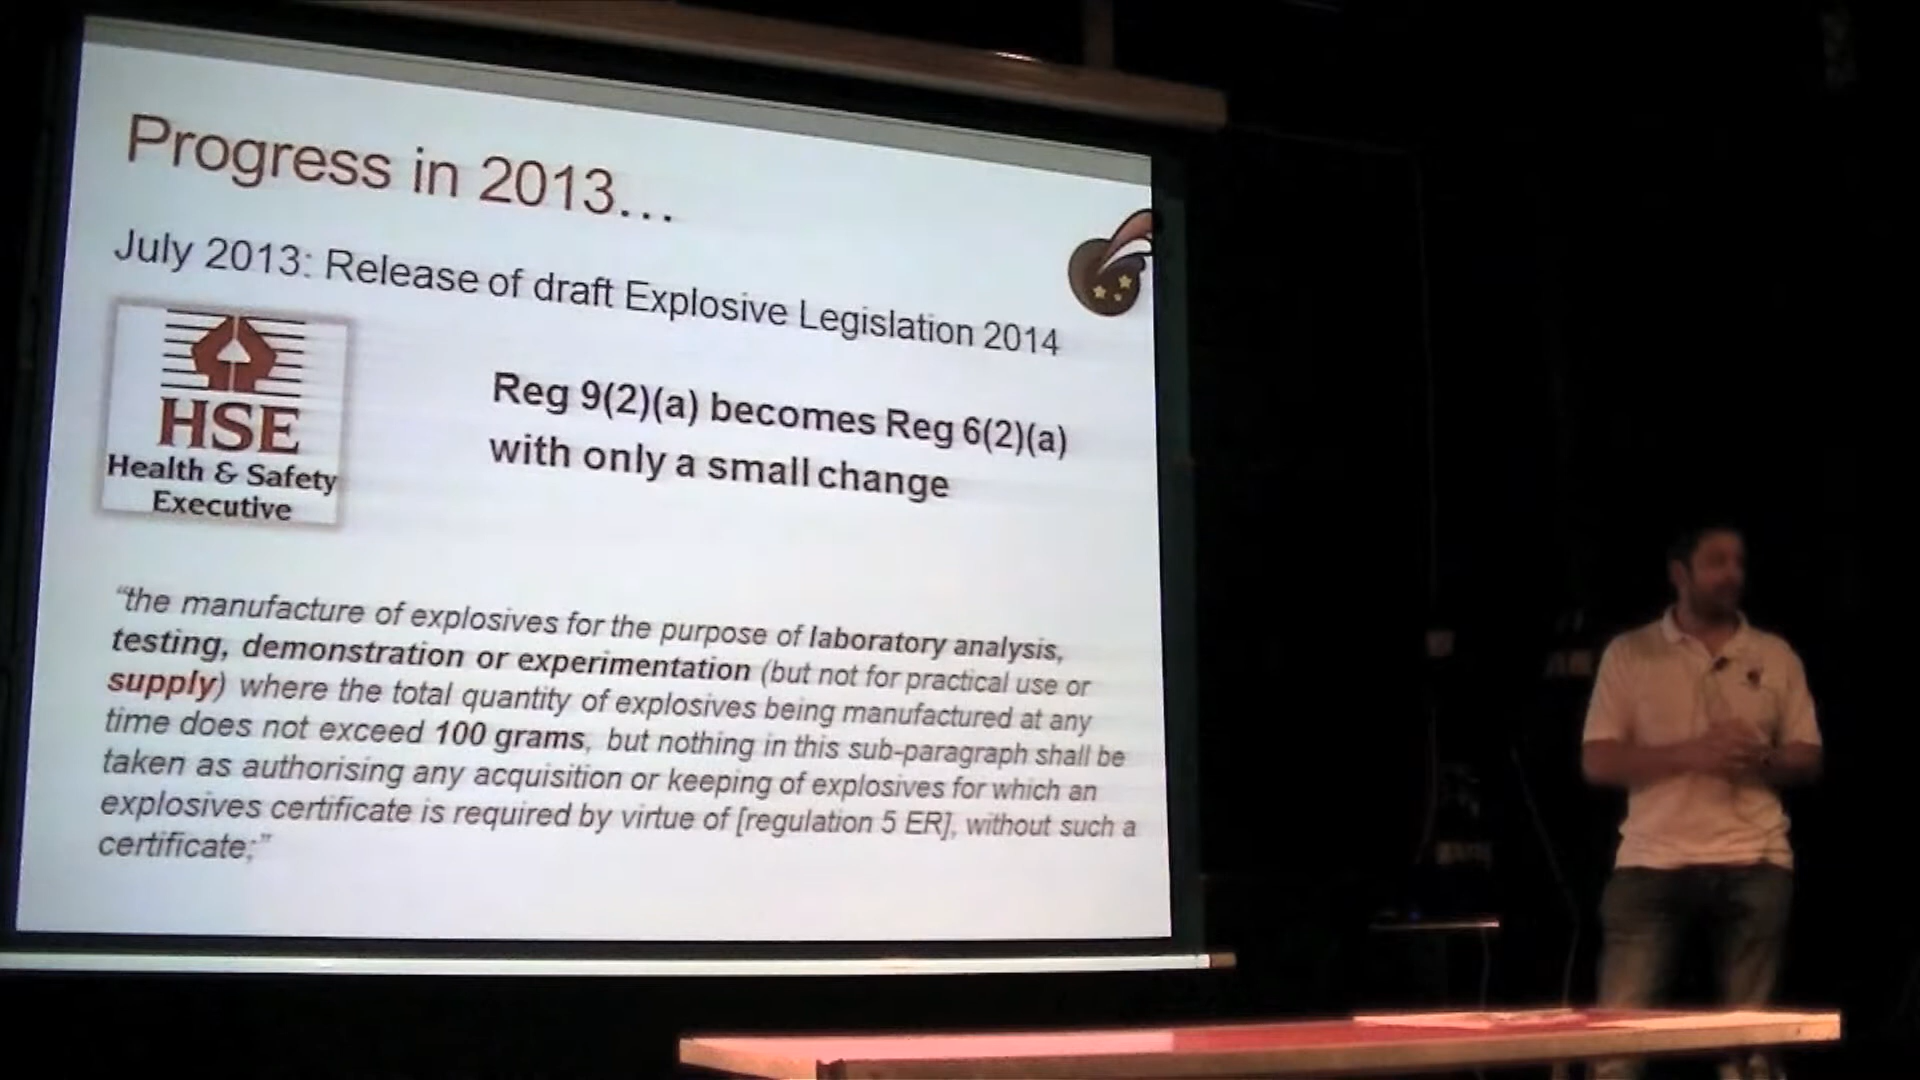 Progress in 2013...
July 2013: Release of draft Explosive Legislation 2014
HSE
Health & Safety
Executive
Reg 9(2)(a) becomes Reg 6(2)(a)
with only a small change
“the manufacture of explosives for the purpose of laboratory analysis,
testing, demonstration or experimentation (but not for practical use or
supply) where the total quantity of explosives being manufactured at any
time does not exceed 100 grams, but nothing in this sub-paragraph shall be
taken as authorising any acquisition or keeping of explosives for which an
explosives certificate is required by virtue of [regulation 5 ER], without such a
certificate;”